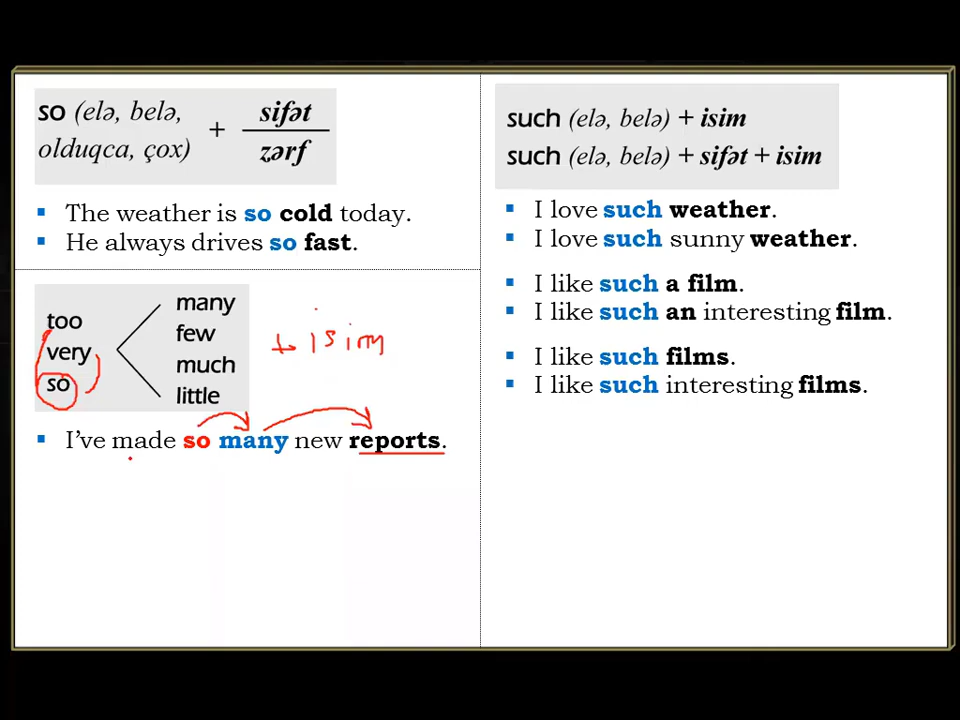 so (elə, belə,
olduqca, çox)
+
sifət
zərf
The weather is so cold today.
He always drives so fast.
too
very
so
many
few
much
little
+ isim
I've made so many new reports.
such (elə, belə) + isim
such (elə, belə) + sifət + isim
I love such weather.
I love such sunny weather.
I like such a film.
I like such an interesting film.
I like such films.
I like such interesting films.